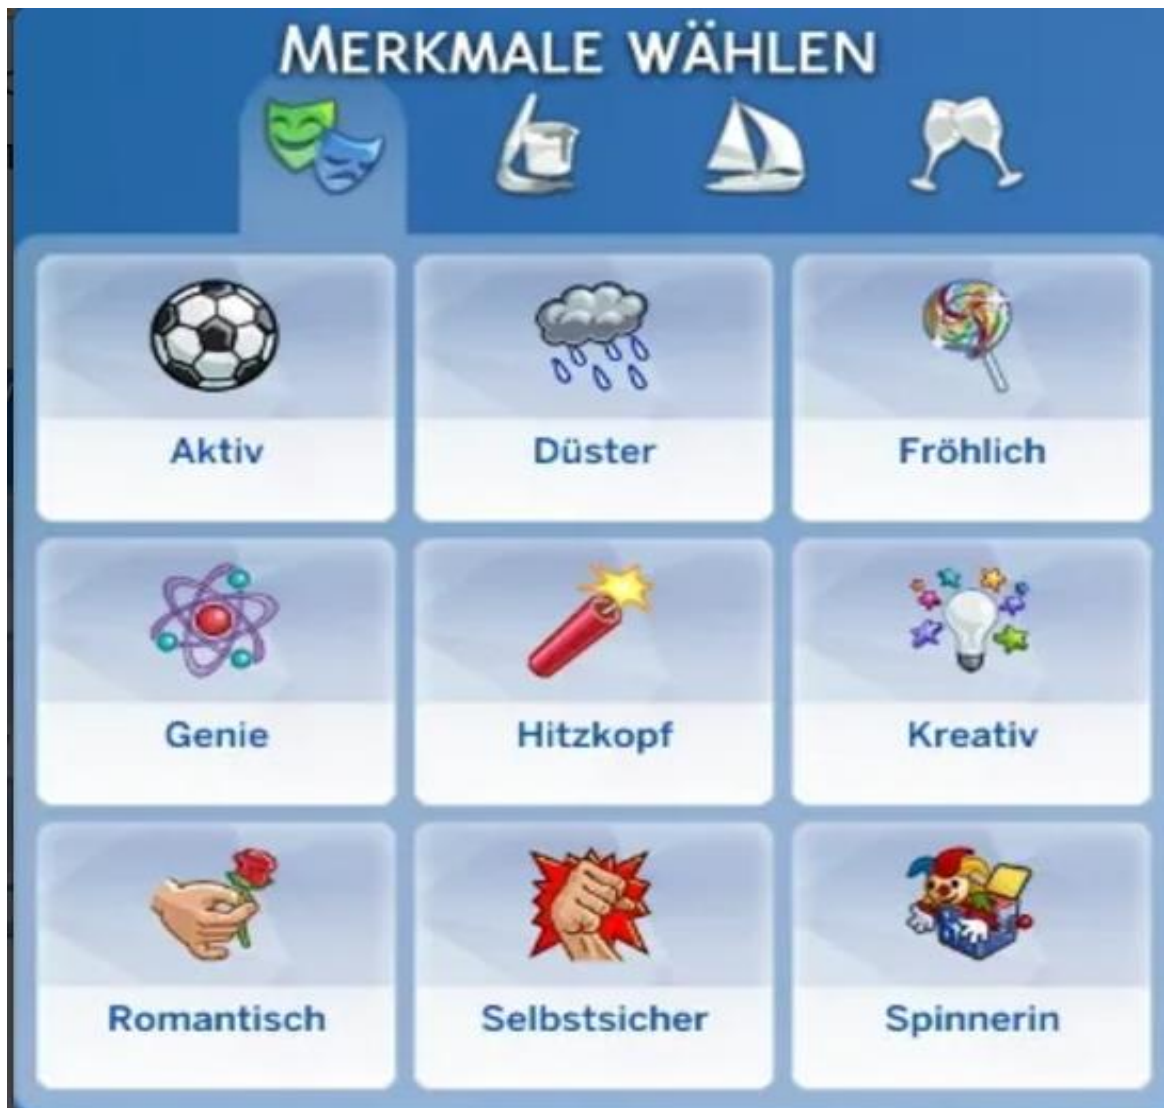 MERKMALE WÄHLEN
Aktiv
Düster
Fröhlich
Genie
Hitzkopf
Kreativ
Romantisch
Selbstsicher
Spinnerin